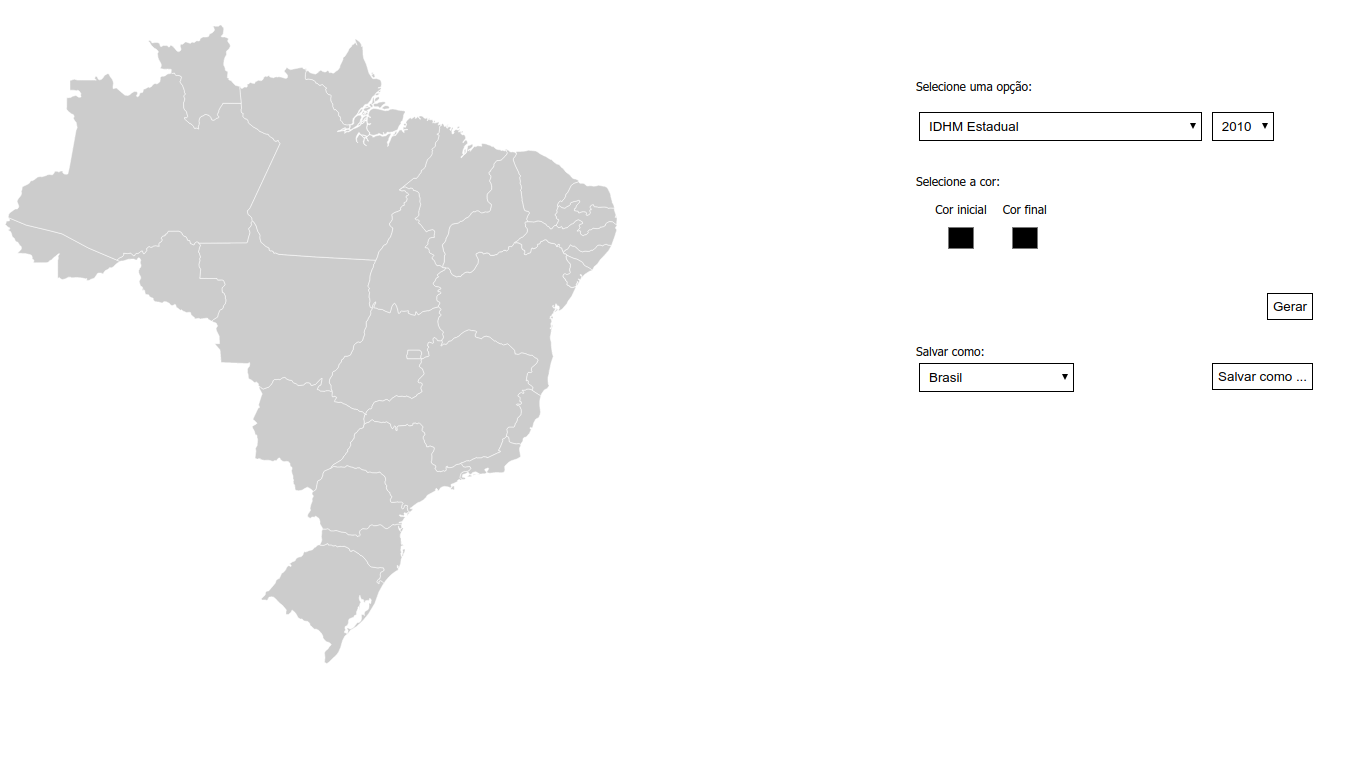 Selecione uma opção:
IDHM Estadual 2010
Selecione a cor:
Cor inicial Cor final
Gerar
Salvar como:
Brasil Salvar como ...